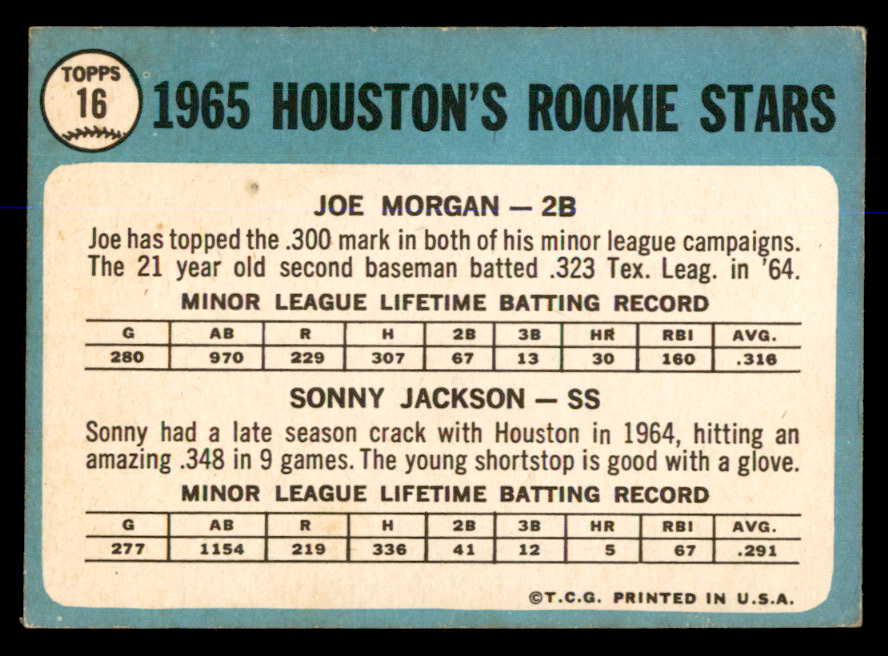 TOPPS
16
1965 HOUSTON'S ROOKIE STARS
JOE MORGAN — 2B
Joe has topped the .300 mark in both of his minor league campaigns.
The 21 year old second baseman batted .323 Tex. Leag. in '64.
MINOR LEAGUE LIFETIME BATTING RECORD
G AB R H 2B 3B HR RBI AVG.
280 970 229 307 67 13 30 160 .316
SONNY JACKSON — SS
Sonny had a late season crack with Houston in 1964, hitting an
amazing .348 in 9 games. The young shortstop is good with a glove.
MINOR LEAGUE LIFETIME BATTING RECORD
G AB R H 2B 3B HR RBI AVG.
277 1154 219 336 41 12 5 67 .291
©T.C.G. PRINTED IN U.S.A.